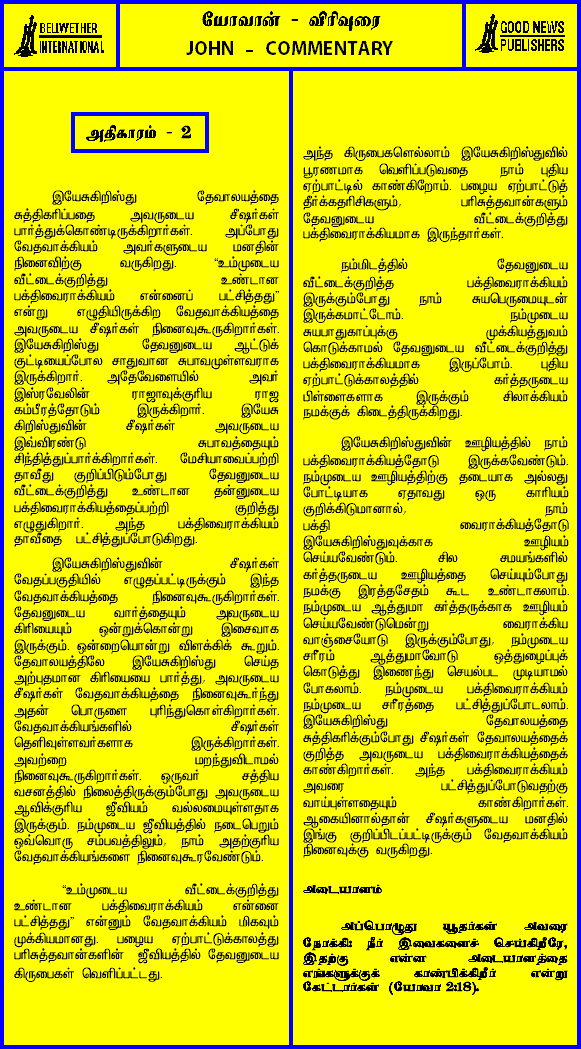 BELWETHER
INTERNATIONAL
யோவான் - விரிவுரை
JOHN - COMMENTARY
GOOD NEWS
PUBLISHERS
அதிகாரம் - 2
இயேசுகிறிஸ்து தேவாலயத்தை
சுத்திகரிப்பதை அவருடைய சீஷர்கள்
பார்த்துக்கொண்டிருக்கிறார்கள். அப்போது
வேதவாக்கியம் அவர்களுடைய மனதின்
நினைவிற்கு வருகிறது. “உம்முடைய
வீட்டைக்குறித்து உண்டான
பக்திவைராக்கியம் என்னைப் பட்சித்தது”
என்று எழுதியிருக்கிற வேதவாக்கியத்தை
அவருடைய சீஷர்கள் நினைவுகூருகிறார்கள்.
இயேசுகிறிஸ்து தேவனுடைய ஆட்டுக்
குட்டியைப்போல சாதுவான சுபாவமுள்ளவராக
இருக்கிறார். அதேவேளையில் அவர்
இஸ்ரவேலின் ராஜாவுக்குரிய ராஜ
கம்பீரத்தோடும் இருக்கிறார். இயேசு
கிறிஸ்துவின் சீஷர்கள் அவருடைய
இவ்விரண்டு சுபாவத்தையும்
சிந்தித்துப்பார்க்கிறார்கள். மேசியாவைப்பற்றி
தாவீது குறிப்பிடும்போது தேவனுடைய
வீட்டைக்குறித்து உண்டான தன்னுடைய
பக்திவைராக்கியத்தைப்பற்றி குறித்து
எழுதுகிறார். அந்த பக்திவைராக்கியம்
தாவீதை பட்சித்துப்போடுகிறது.
இயேசுகிறிஸ்துவின் சீஷர்கள்
வேதப்பகுதியில் எழுதப்பட்டிருக்கும் இந்த
வேதவாக்கியத்தை நினைவுகூருகிறார்கள்.
தேவனுடைய வார்த்தையும் அவருடைய
கிரியையும் ஒன்றுக்கொன்று இசைவாக
இருக்கும். ஒன்றையொன்று விளக்கிக் கூறும்.
தேவாலயத்திலே இயேசுகிறிஸ்து செய்த
அற்புதமான கிரியையை பார்த்து, அவருடைய
சீஷர்கள் வேதவாக்கியத்தை நினைவுகூர்ந்து
அதன் பொருளை புரிந்துகொள்கிறார்கள்.
வேதவாக்கியங்களில் சீஷர்கள்
தெளிவுள்ளவர்களாக இருக்கிறார்கள்.
அவற்றை மறந்துவிடாமல்
நினைவுகூருகிறார்கள். ஒருவர் சத்திய
வசனத்தில் நிலைத்திருக்கும்போது அவருடைய
ஆவிக்குரிய ஜீவியம் வல்லமையுள்ளதாக
இருக்கும். நம்முடைய ஜீவியத்தில் நடைபெறும்
ஒவ்வொரு சம்பவத்திலும், நாம் அதற்குரிய
வேதவாக்கியங்களை நினைவுகூரவேண்டும்.
“உம்முடைய வீட்டைக்குறித்து
உண்டான பக்திவைராக்கியம் என்னை
பட்சித்தது” என்னும் வேதவாக்கியம் மிகவும்
முக்கியமானது. பழைய ஏற்பாட்டுக்காலத்து
பரிசுத்தவான்களின் ஜீவியத்தில் தேவனுடைய
கிருபைகள் வெளிப்பட்டது.
அந்த கிருபைகளெல்லாம் இயேசுகிறிஸ்துவில்
பூரணமாக வெளிப்படுவதை நாம் புதிய
ஏற்பாட்டில் காண்கிறோம். பழைய ஏற்பாட்டுத்
தீர்க்கதரிசிகளும், பரிசுத்தவான்களும்
தேவனுடைய வீட்டைக்குறித்து
பக்திவைராக்கியமாக இருந்தார்கள்.
நம்மிடத்தில் தேவனுடைய
வீட்டைக்குறித்த பக்திவைராக்கியம்
இருக்கும்போது நாம் சுயபெருமையுடன்
இருக்கமாட்டோம். நம்முடைய
சுயபாதுகாப்புக்கு முக்கியத்துவம்
கொடுக்காமல் தேவனுடைய வீட்டைக்குறித்து
பக்திவைராக்கியமாக இருப்போம். புதிய
ஏற்பாட்டுக்காலத்தில் கர்த்தருடைய
பிள்ளைகளாக இருக்கும் சிலாக்கியம்
நமக்குக் கிடைத்திருக்கிறது.
இயேசுகிறிஸ்துவின் ஊழியத்தில் நாம்
பக்திவைராக்கியத்தோடு இருக்கவேண்டும்.
நம்முடைய ஊழியத்திற்கு தடையாக அல்லது
போட்டியாக ஏதாவது ஒரு காரியம்
குறிக்கிடுமானால், நாம்
பக்தி வைராக்கியத்தோடு
இயேசுகிறிஸ்துவுக்காக ஊழியம்
செய்யவேண்டும். சில சமயங்களில்
கர்த்தருடைய ஊழியத்தை செய்யும்போது
நமக்கு இரத்தசேதம் கூட உண்டாகலாம்.
நம்முடைய ஆத்துமா கர்த்தருக்காக ஊழியம்
செய்யவேண்டுமென்று வைராக்கிய
வாஞ்சையோடு இருக்கும்போது, நம்முடைய
சரீரம் ஆத்துமாவோடு ஒத்துழைப்புக்
கொடுத்து இணைந்து செயல்பட முடியாமல்
போகலாம். நம்முடைய பக்திவைராக்கியம்
நம்முடைய சரீரத்தை பட்சித்துப்போடலாம்.
இயேசுகிறிஸ்து தேவாலயத்தை
சுத்திகரிக்கும்போது சீஷர்கள் தேவாலயத்தைக்
குறித்த அவருடைய பக்திவைராக்கியத்தைக்
காண்கிறார்கள். அந்த பக்திவைராக்கியம்
அவரை பட்சித்துப்போடுவதற்கு
வாய்புள்ளதையும் காண்கிறார்கள்.
ஆகையினால்தான் சீஷர்களுடைய மனதில்
இங்கு குறிப்பிடப்பட்டிருக்கும் வேதவாக்கியம்
நினைவுக்கு வருகிறது.
அடையாளம்
அப்பொழுது யூதர்கள் அவரை
நோக்கி: நீர் இவைகளைச் செய்கிறீரே,
இதற்கு என்ன அடையாளத்தை
எங்களுக்குக் காண்பிக்கிறீர் என்று
கேட்டார்கள் (யோவா 2:18).